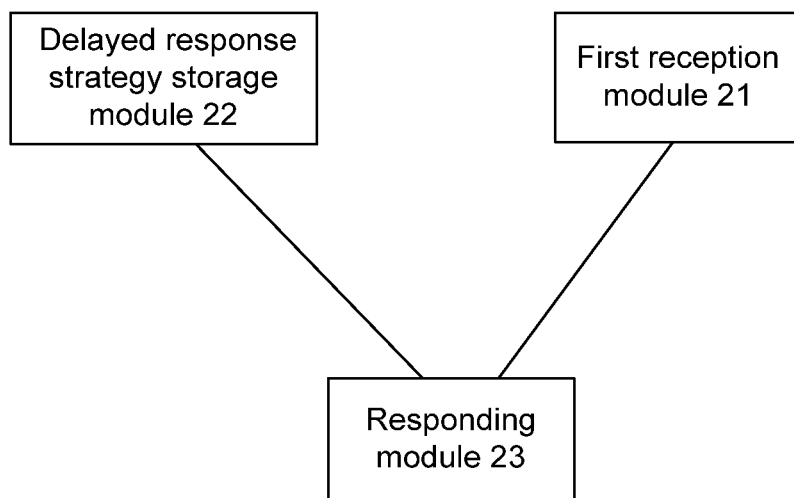 Delayed response
strategy storage
module 22
First reception
module 21
Responding
module 23